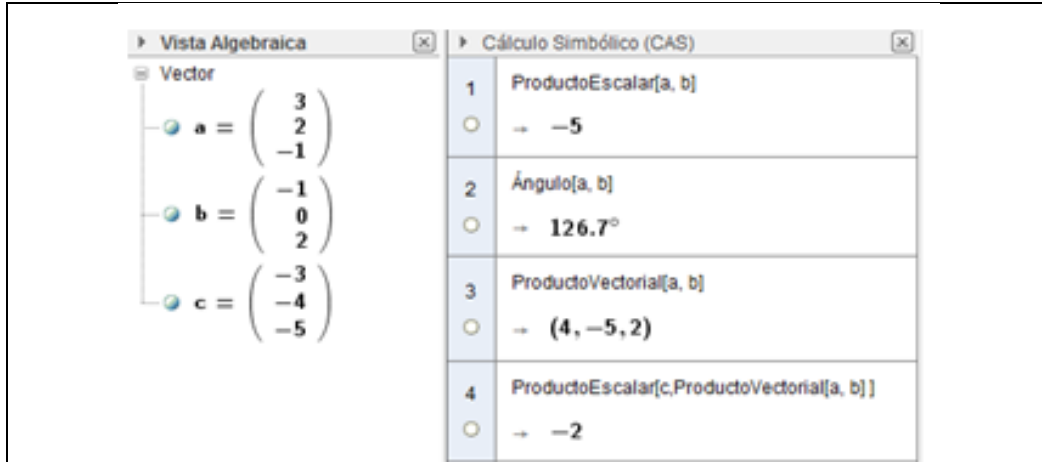 Vista Algebraica
Vector
a = ( 3 2 −1 )
b = ( −1 0 2 )
c = ( −3 −4 −5 )
Cálculo Simbólico (CAS)
1 ProductoEscalar[a, b]
→ −5
2 Ángulo[a, b]
→ 126.7°
3 ProductoVectorial[a, b]
→ (4, −5, 2)
4 ProductoEscalar[c,ProductoVectorial[a, b] ]
→ −2